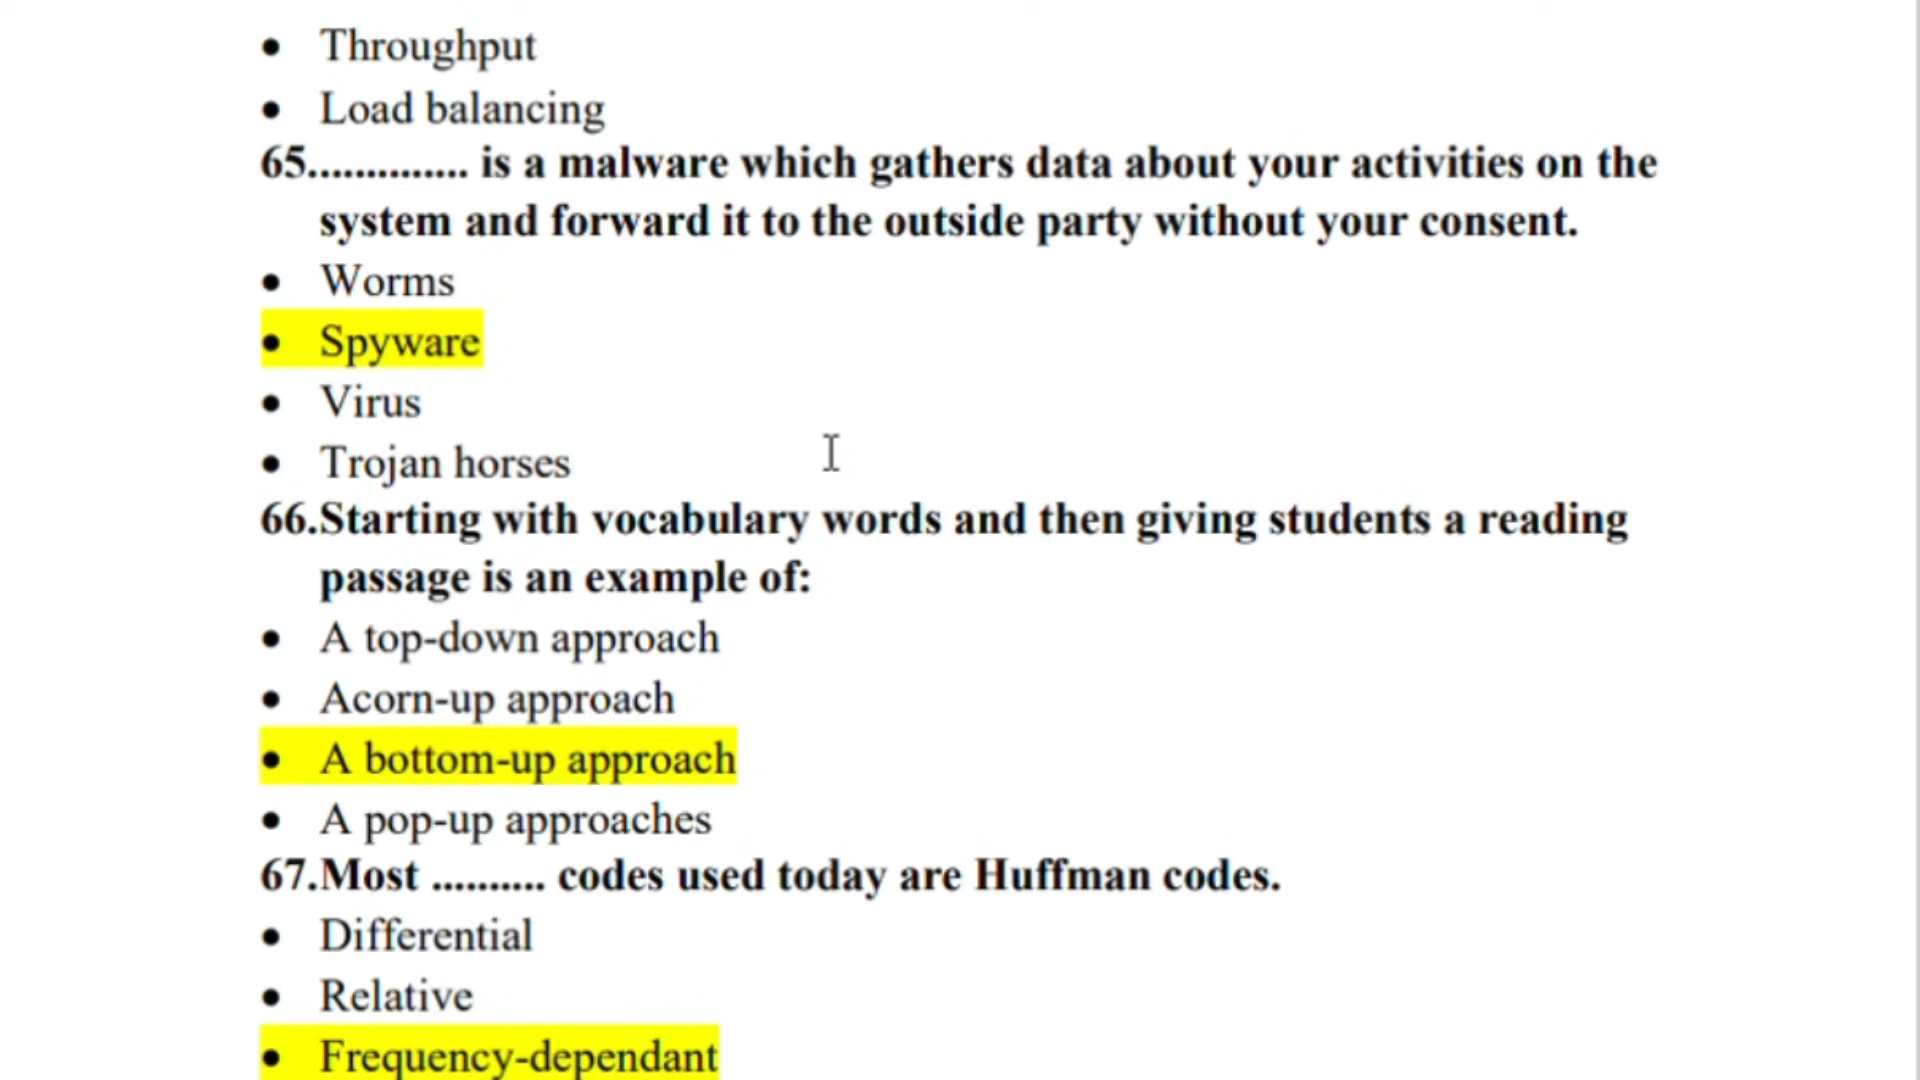 • Throughput
• Load balancing
65.............. is a malware which gathers data about your activities on the
system and forward it to the outside party without your consent.
• Worms
• Spyware
• Virus
• Trojan horses
66.Starting with vocabulary words and then giving students a reading
passage is an example of:
• A top-down approach
• Acorn-up approach
• A bottom-up approach
• A pop-up approaches
67.Most .......... codes used today are Huffman codes.
• Differential
• Relative
• Frequency-dependant